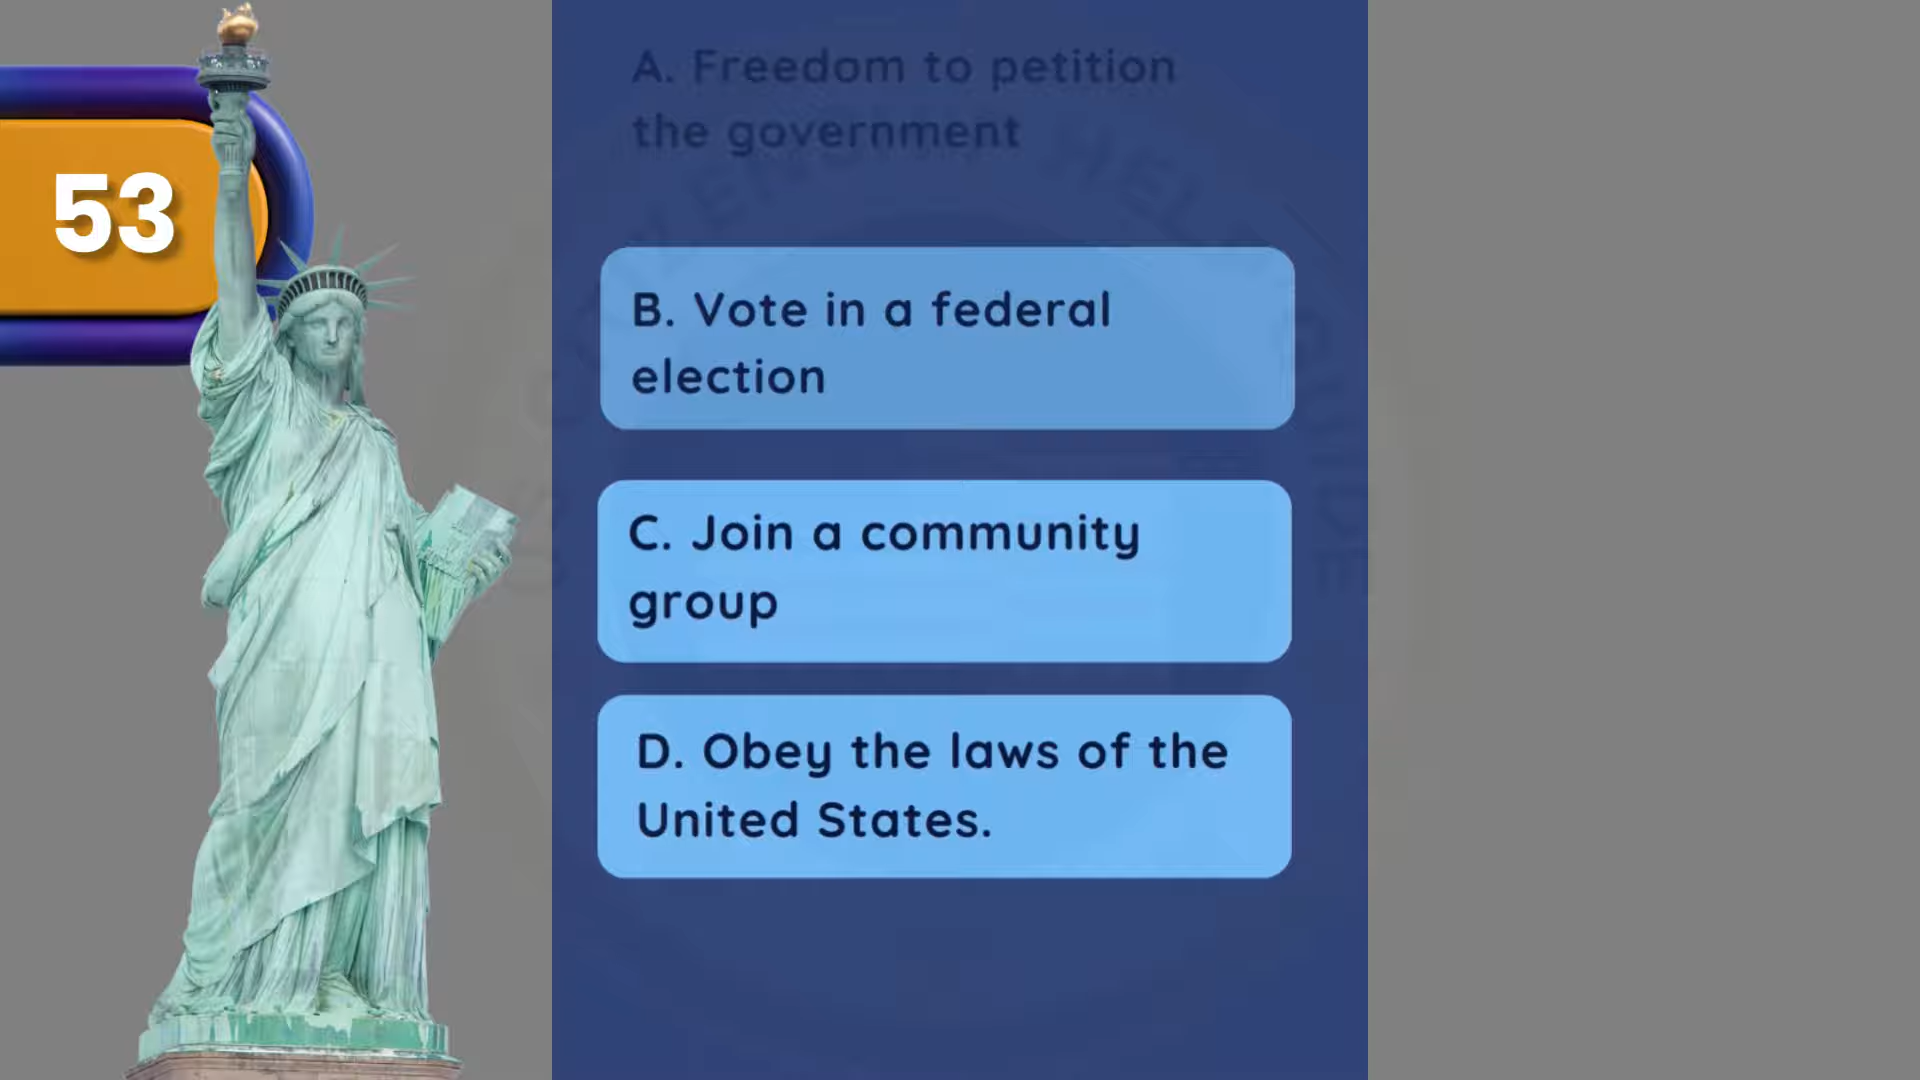 53
A. Freedom to petition
the government
B. Vote in a federal
election
C. Join a community
group
D. Obey the laws of the
United States.